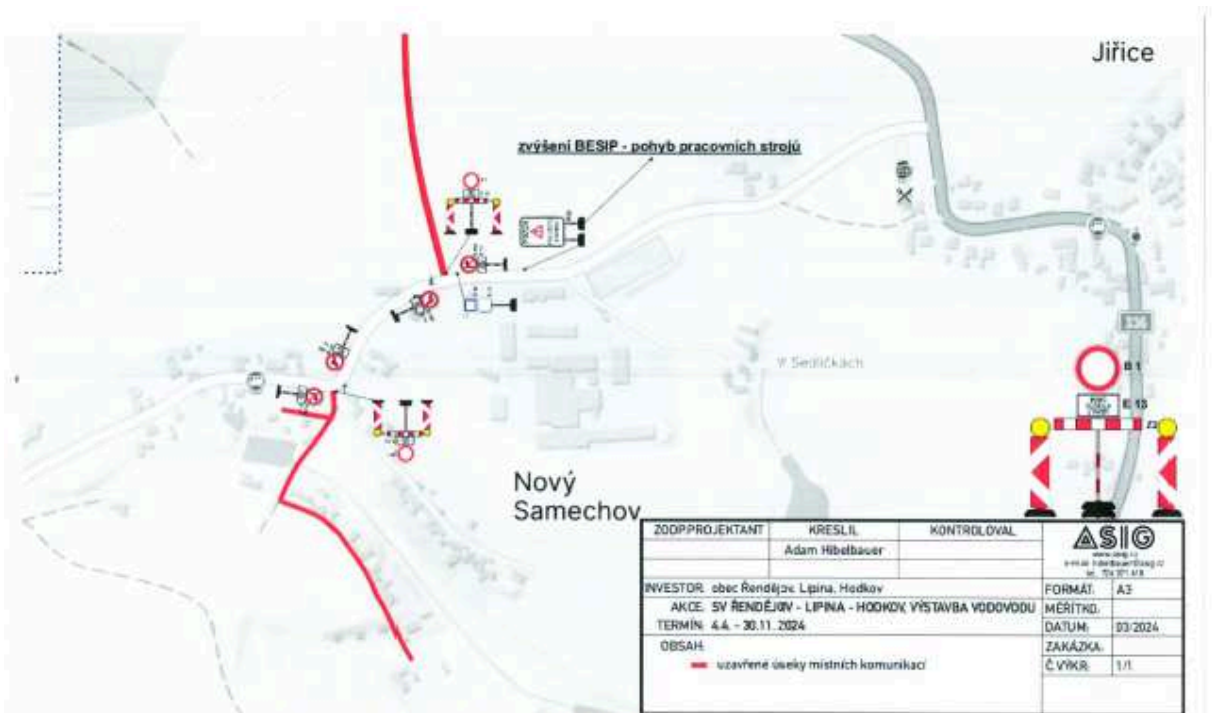 Jiřice
zvýšení BESIP - pohyb pracovních strojů
V Sedličkách
B 1
E 13
Z2
Nový
Samechov
ZODP.PROJEKTANT KRESLIL KONTROLOVAL
Adam Hibelbauer
ASIG
INVESTOR: obec Řendějov, Lipina, Hodkov
FORMÁT: A3
AKCE: SV ŘENDĚJOV - LIPINA - HODKOV, VÝSTAVBA VODOVODU
MĚŘÍTKO:
TERMÍN: 4.4. - 30.11. 2024
DATUM: 03/2024
OBSAH:
ZAKÁZKA:
uzavřené úseky místních komunikací
Č.VÝKR: 1/1